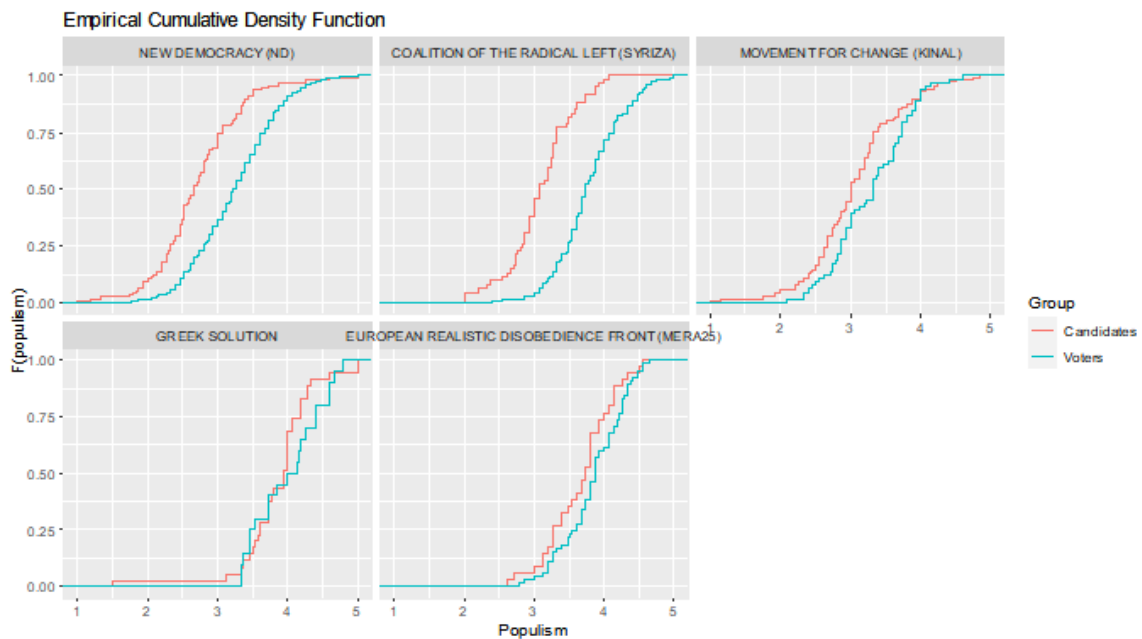 Empirical Cumulative Density Function
NEW DEMOCRACY (ND)
COALITION OF THE RADICAL LEFT (SYRIZA)
MOVEMENT FOR CHANGE (KINAL)
1.00
0.75
0.50
0.25
0.00
1 2 3 4 5
GREEK SOLUTION
EUROPEAN REALISTIC DISOBEDIENCE FRONT (MERA25)
1.00
0.75
0.50
0.25
0.00
1 2 3 4 5
1 2 3 4 5
F(populism)
Populism
Group
Candidates
Voters